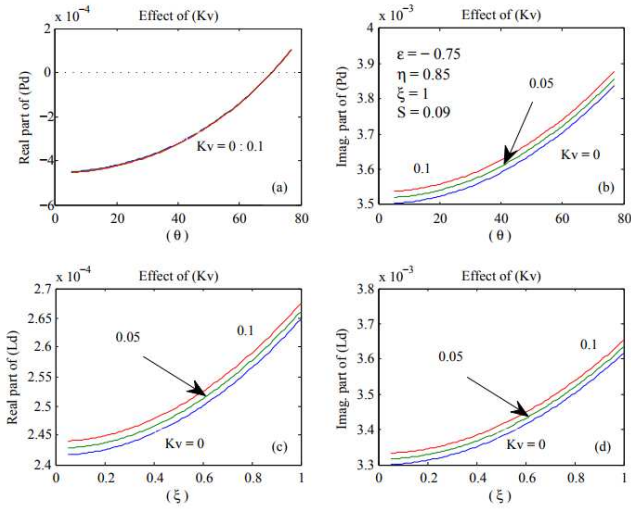 x 10⁻⁴ Effect of (Kv)
4
2
0
−2
−4
−6
0 20 40 60 80
Real part of (Pd)
Kv = 0 : 0.1
(a)
( θ )
x 10⁻³ Effect of (Kv)
4
3.9
3.8
3.7
3.6
3.5
0 20 40 60 80
Imag. part of (Pd)
ε = − 0.75
η = 0.85
ξ = 1
S = 0.09
0.05
0.1
Kv = 0
(b)
( θ )
x 10⁻⁴ Effect of (Kv)
2.7
2.65
2.6
2.55
2.5
2.45
2.4
0 0.2 0.4 0.6 0.8 1
Real part of (Ld)
0.05
0.1
Kv = 0
(c)
( ξ )
x 10⁻³ Effect of (Kv)
3.8
3.7
3.6
3.5
3.4
3.3
0 0.2 0.4 0.6 0.8 1
Imag. part of (Ld)
0.05
0.1
Kv = 0
(d)
( ξ )